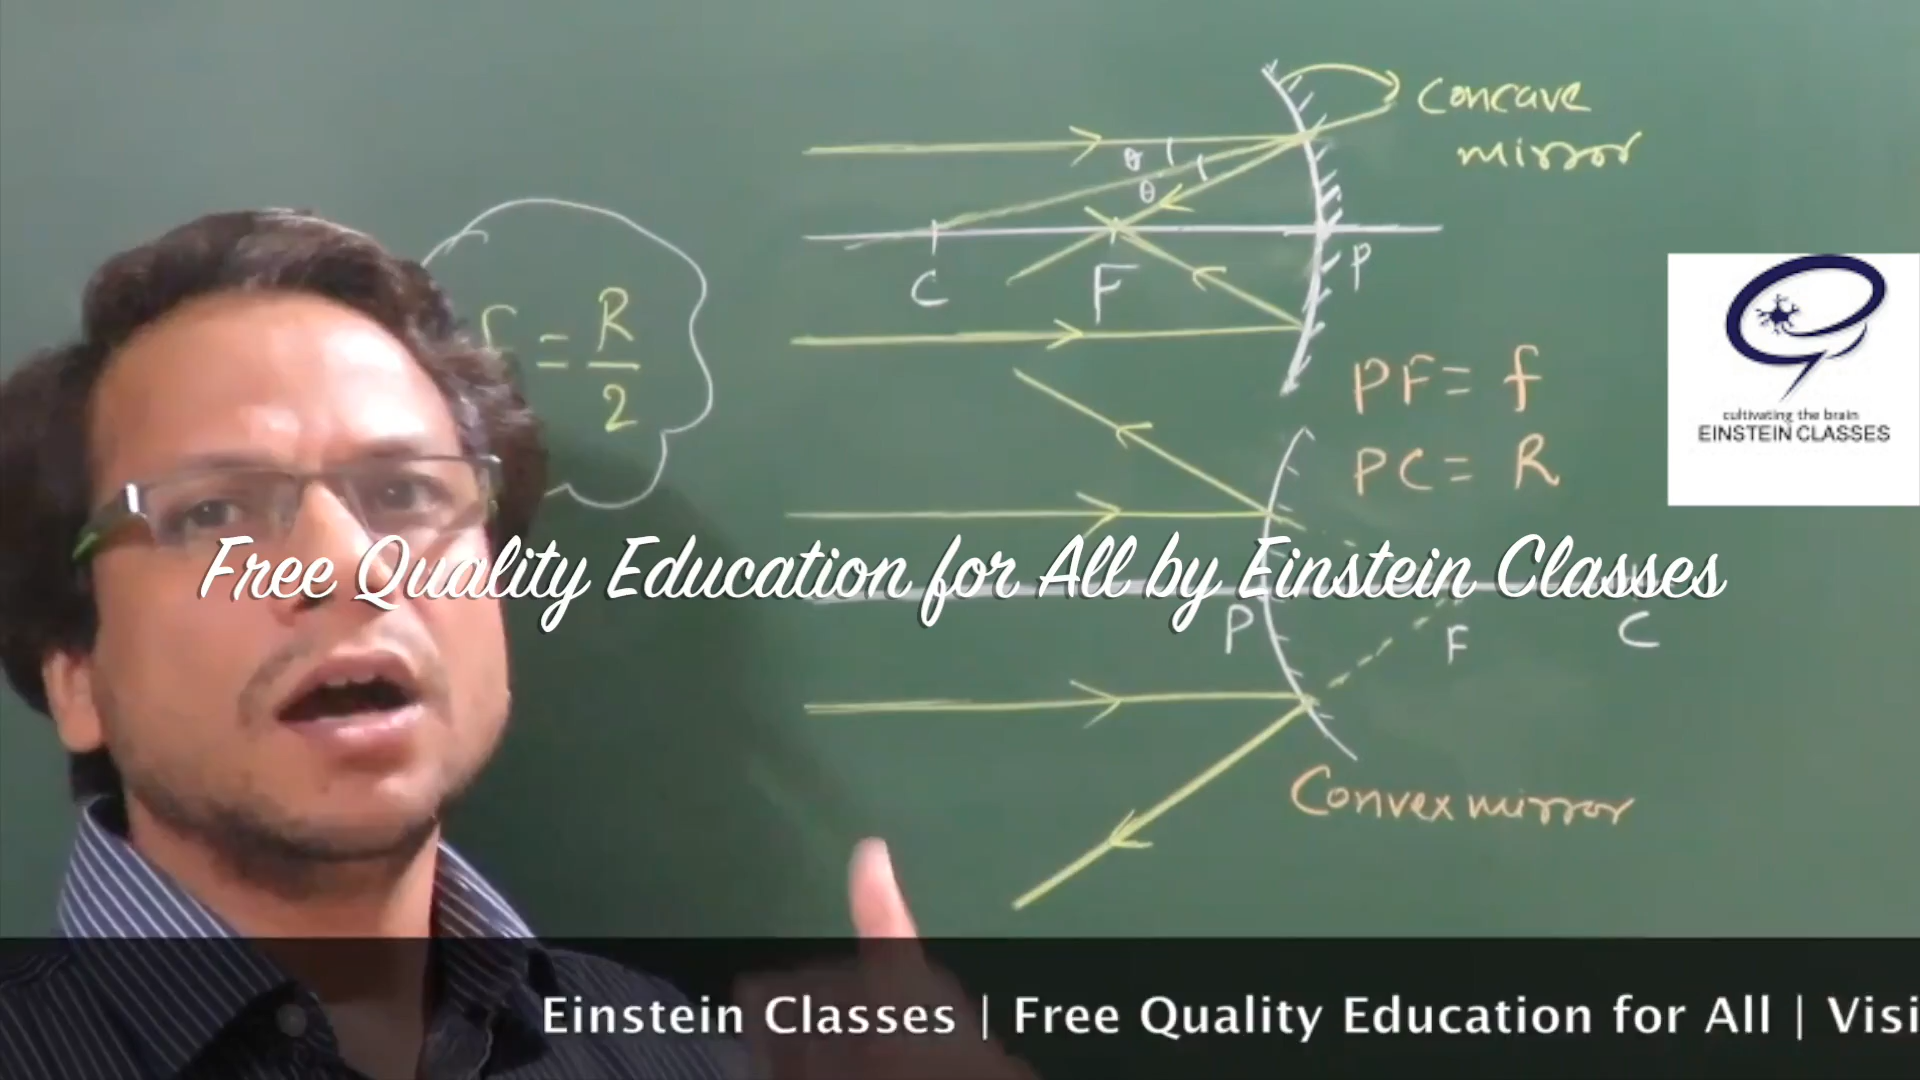 Concave
mirror
θ
θ
C
F
P
f = R
2
PF = f
PC = R
cultivating the brain
EINSTEIN CLASSES
Free Quality Education for All by Einstein Classes
P
F
C
Convex mirror
Einstein Classes | Free Quality Education for All | Visi